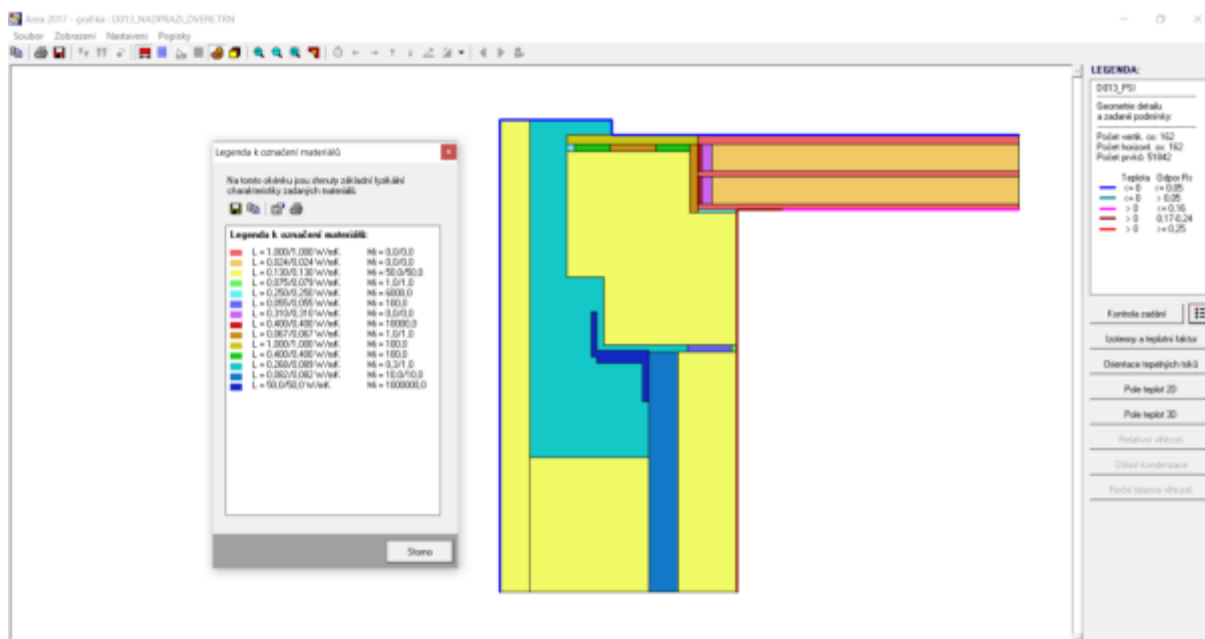 Area 2017 - grafika : D013_NADPRAZI_DVERE.TRN
Soubor Zobrazení Nastavení Popisky
LEGENDA:
D013_PSI
Geometrie detailu
a zadané podmínky:
Počet vertik. os: 162
Počet horizont. os: 162
Počet prvků: 51842
Teplota Odpor Rs
<= 0 <= 0,05
<= 0 > 0,05
> 0 <= 0,16
> 0 0,17-0,24
> 0 >= 0,25
Kontrola zadání
Izotermy a teplotní faktor
Orientace tepelných toků
Pole teplot 2D
Pole teplot 3D
Relativní vlhkosti
Oblast kondenzace
Roční bilance vlhkosti
Legenda k označení materiálů
Na tomto okénku jsou shrnuty základní fyzikální
charakteristiky zadaných materiálů.
Legenda k označení materiálů:
L = 1,000/1,000 W/mK Mi = 0,0/0,0
L = 0,024/0,024 W/mK Mi = 0,0/0,0
L = 0,130/0,130 W/mK Mi = 50,0/50,0
L = 0,075/0,079 W/mK Mi = 1,0/1,0
L = 0,250/0,250 W/mK Mi = 6000,0
L = 0,055/0,055 W/mK Mi = 100,0
L = 0,310/0,310 W/mK Mi = 0,0/0,0
L = 0,400/0,400 W/mK Mi = 10000,0
L = 0,067/0,067 W/mK Mi = 1,0/1,0
L = 1,000/1,000 W/mK Mi = 100,0
L = 0,400/0,400 W/mK Mi = 100,0
L = 0,268/0,089 W/mK Mi = 0,3/1,0
L = 0,082/0,082 W/mK Mi = 10,0/10,0
L = 50,0/50,0 W/mK Mi = 1000000,0
Storno